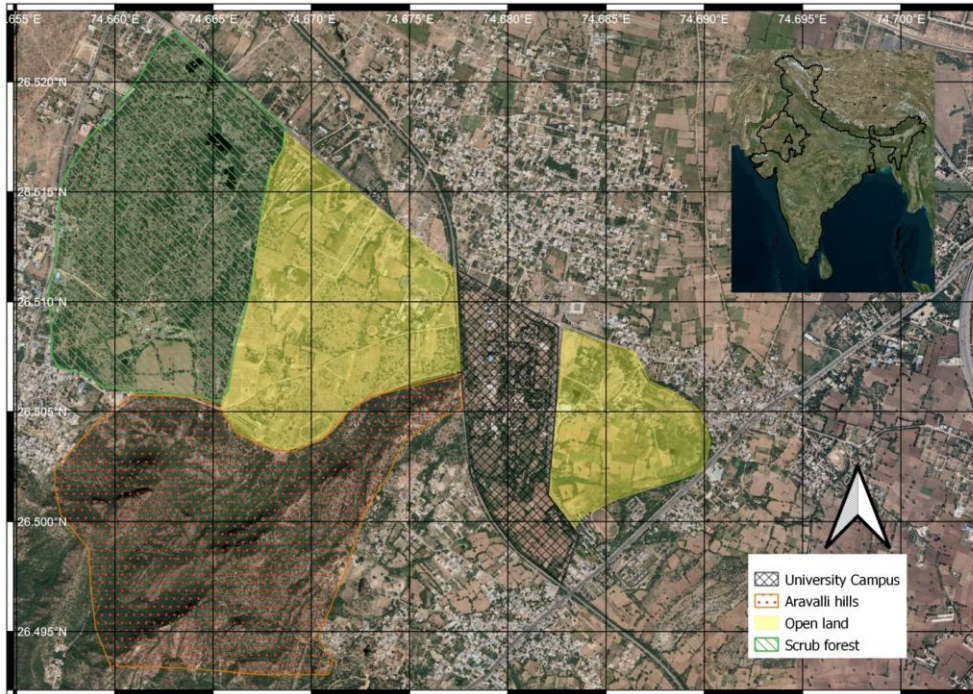 74.655°E 74.660°E 74.665°E 74.670°E 74.675°E 74.680°E 74.685°E 74.690°E 74.695°E 74.700°E
26.520°N
26.515°N
26.510°N
26.505°N
26.500°N
26.495°N
University Campus
Aravalli hills
Open land
Scrub forest